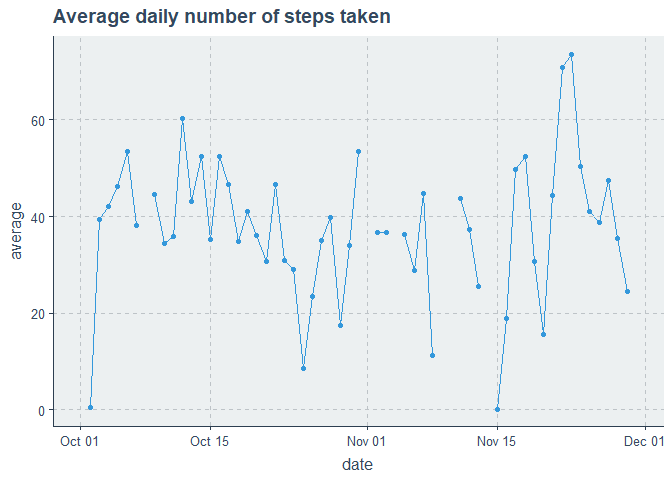 Average daily number of steps taken
average
60
40
20
0
Oct 01 Oct 15 Nov 01 Nov 15 Dec 01
date